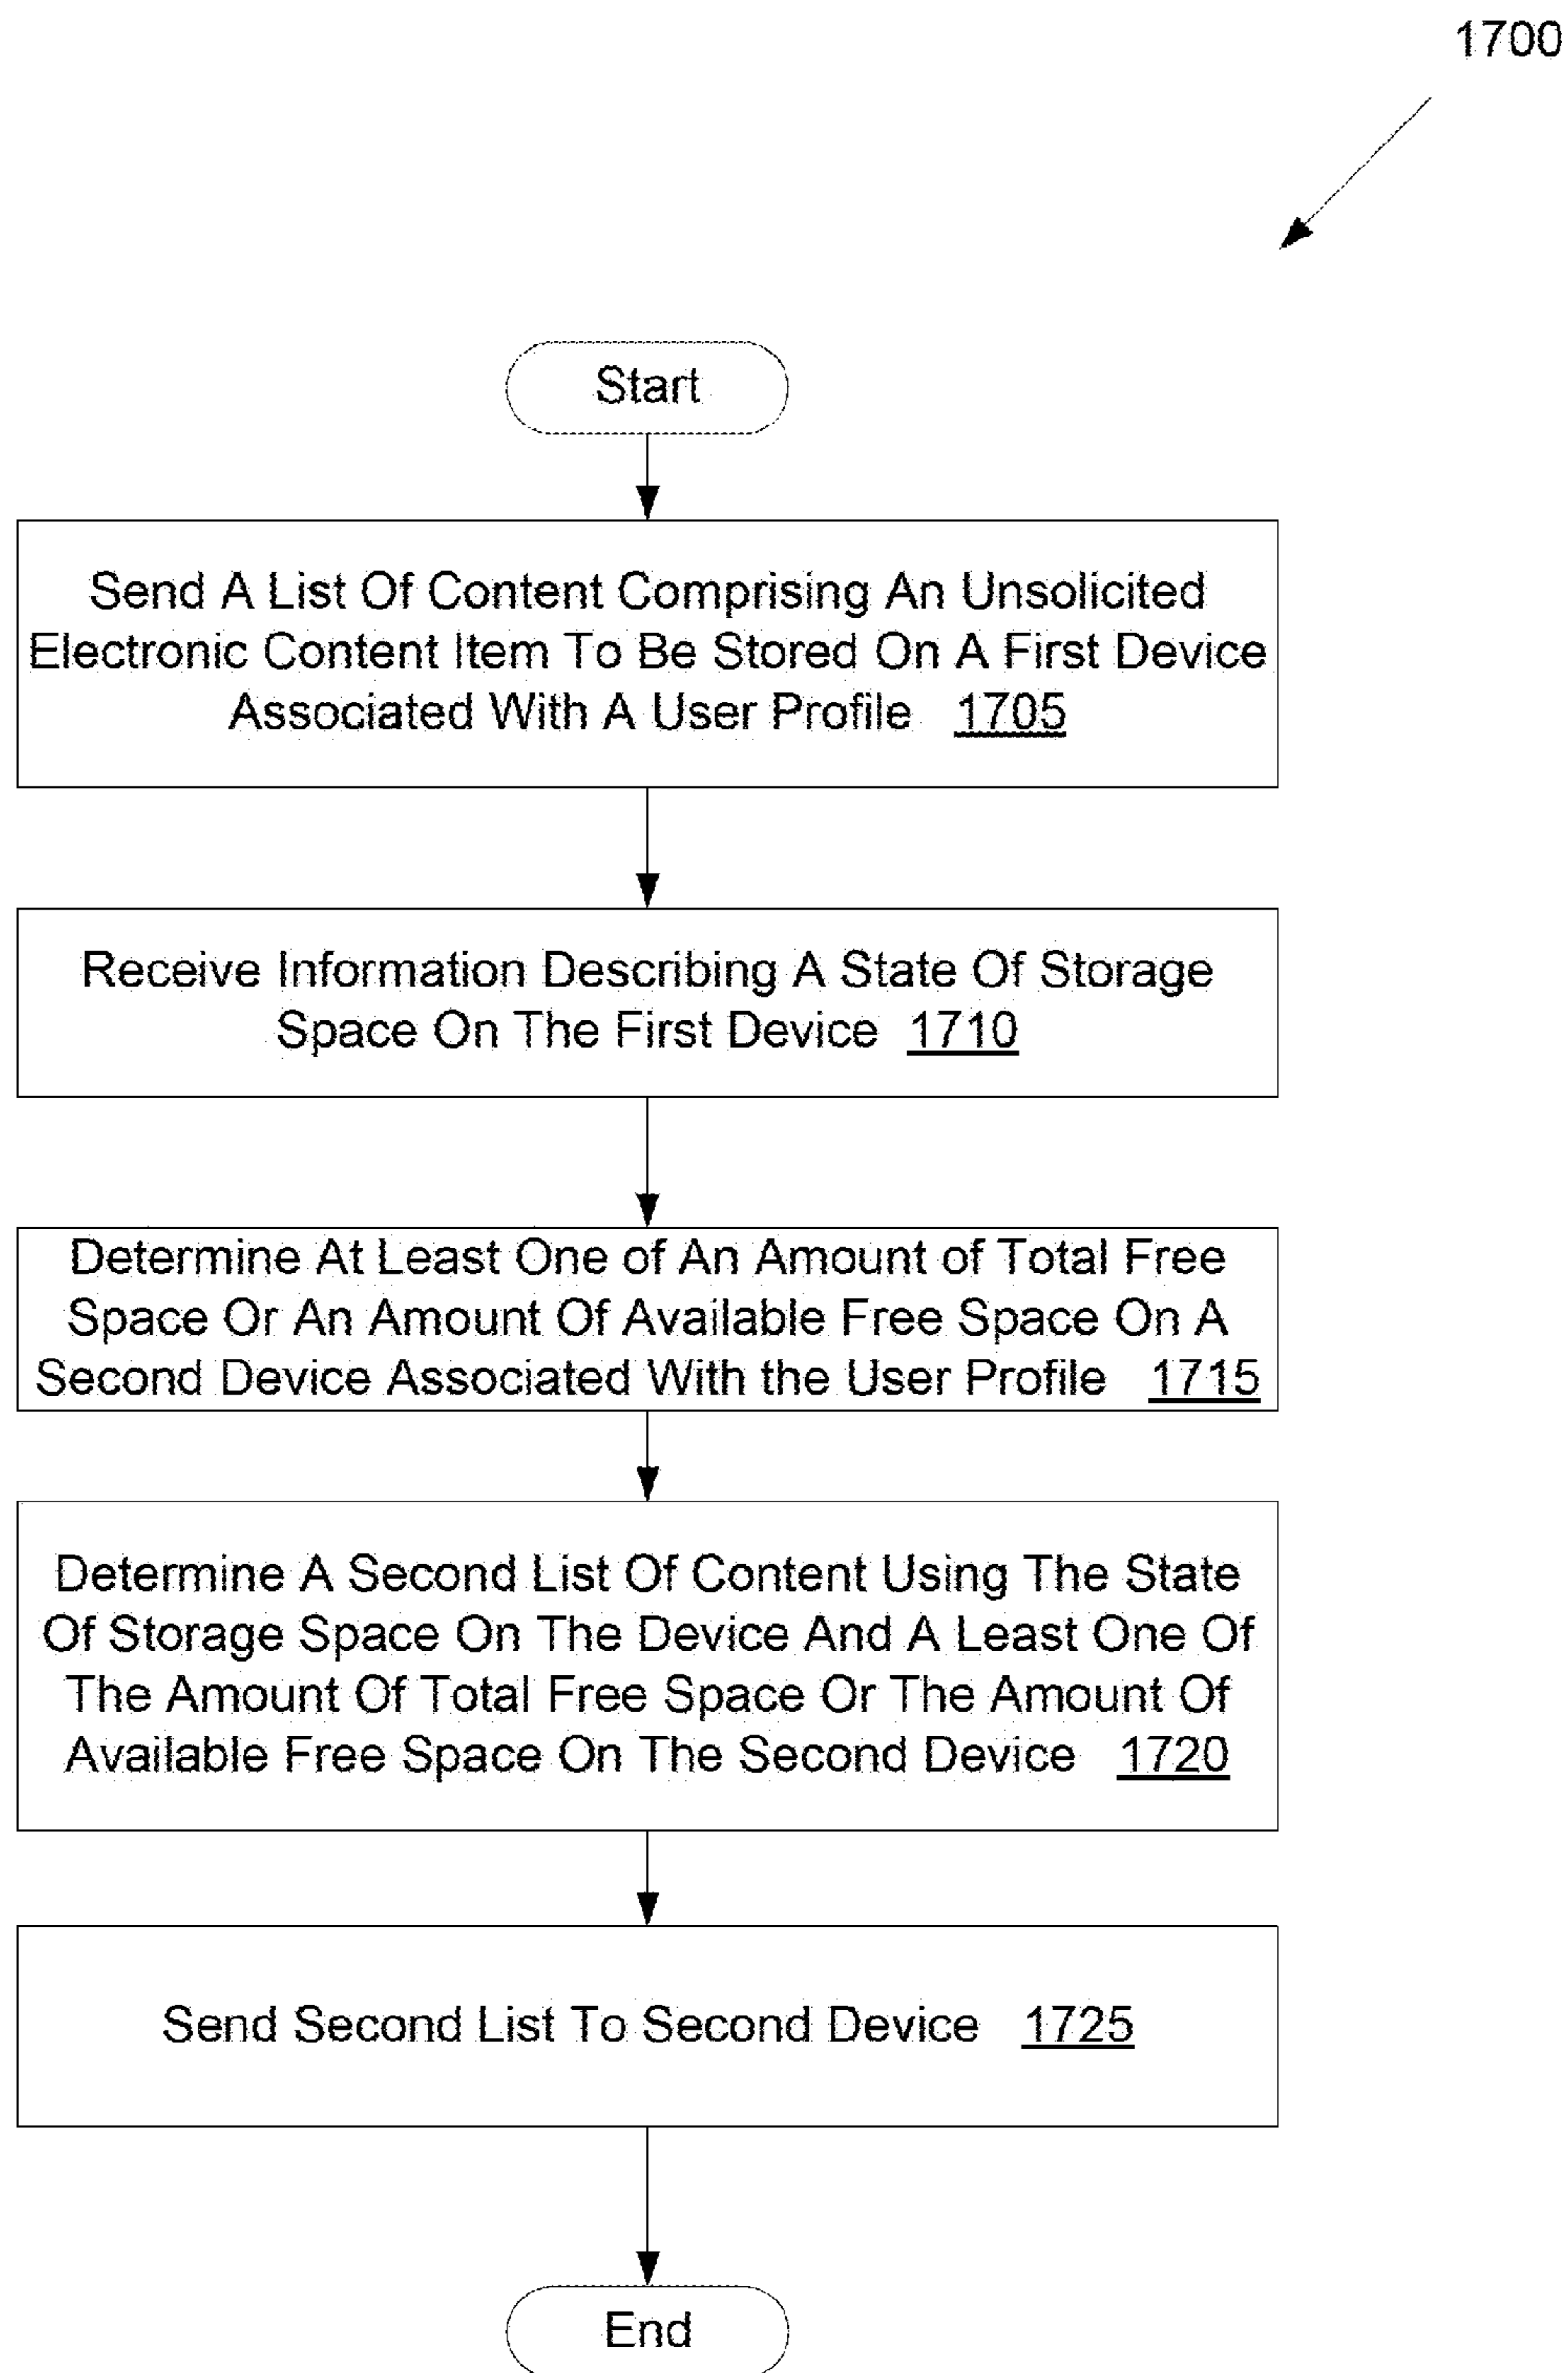 1700
Start
Send A List Of Content Comprising An Unsolicited
Electronic Content Item To Be Stored On A First Device
Associated With A User Profile 1705
Receive Information Describing A State Of Storage
Space On The First Device 1710
Determine At Least One of An Amount of Total Free
Space Or An Amount Of Available Free Space On A
Second Device Associated With the User Profile 1715
Determine A Second List Of Content Using The State
Of Storage Space On The Device And A Least One Of
The Amount Of Total Free Space Or The Amount Of
Available Free Space On The Second Device 1720
Send Second List To Second Device 1725
End